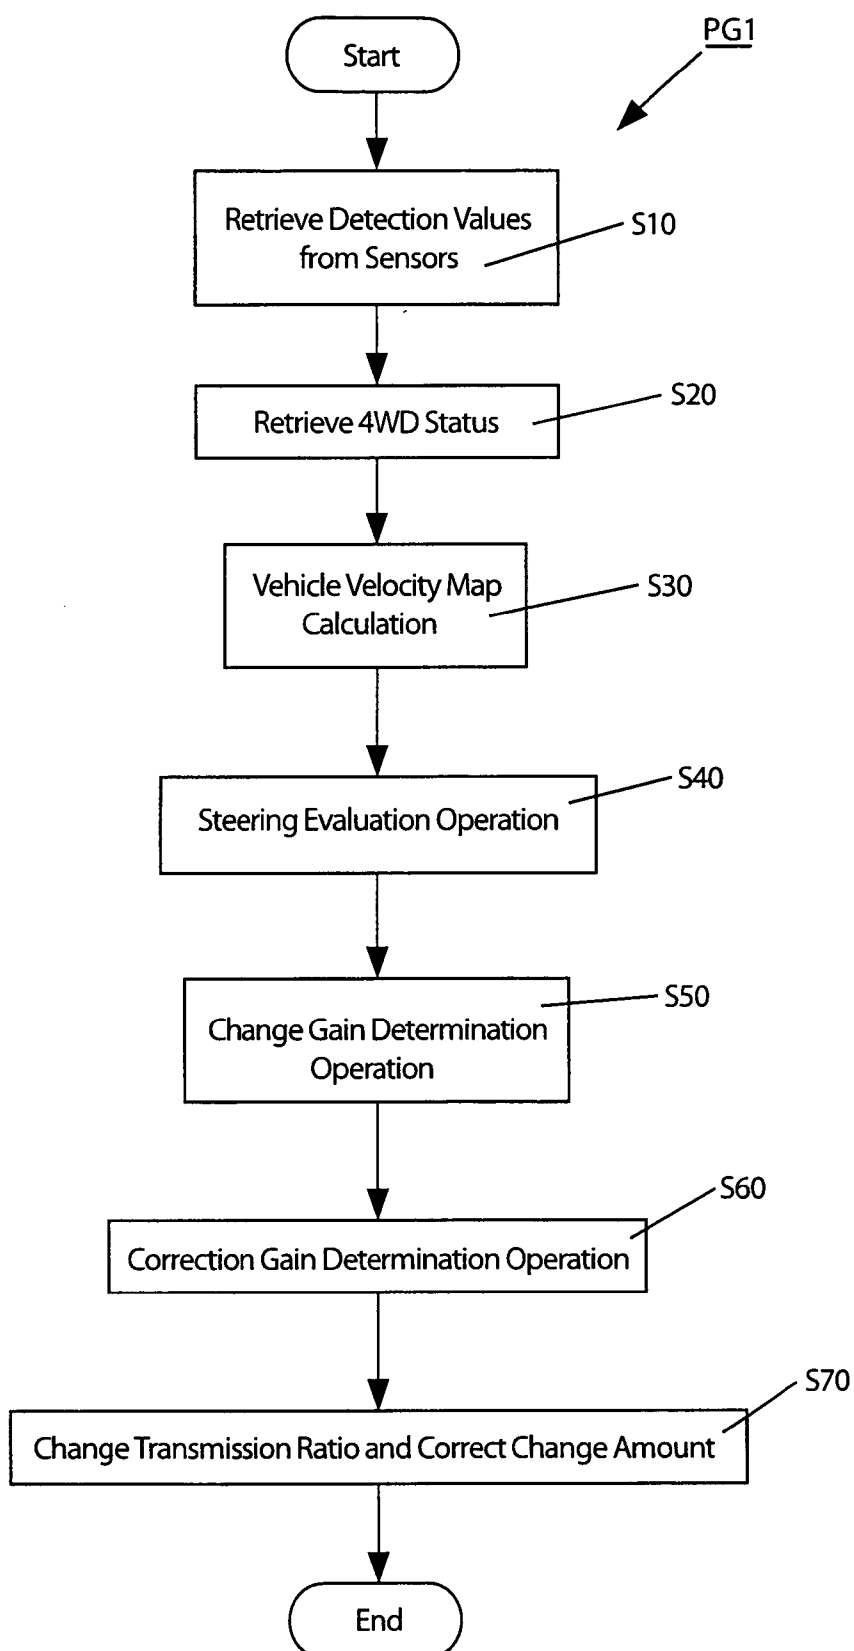 PG1
Start
Retrieve Detection Values
from Sensors
S10
Retrieve 4WD Status
S20
Vehicle Velocity Map
Calculation
S30
Steering Evaluation Operation
S40
Change Gain Determination
Operation
S50
Correction Gain Determination Operation
S60
Change Transmission Ratio and Correct Change Amount
S70
End